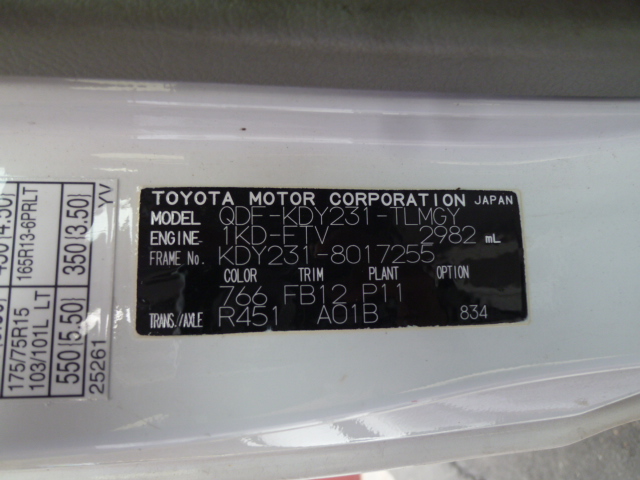 TOYOTA MOTOR CORPORATION JAPAN
MODEL QDF-KDY231-TLMGY
ENGINE 1KD-FTV 2982 mL
FRAME No. KDY231-8017255
COLOR TRIM PLANT OPTION
766 FB12 P11
TRANS./AXLE R451 A01B 834
165R13-6PRLT
350 [3.50]
YV
175/75R15
103/101L LT
550 [5.50]
25261